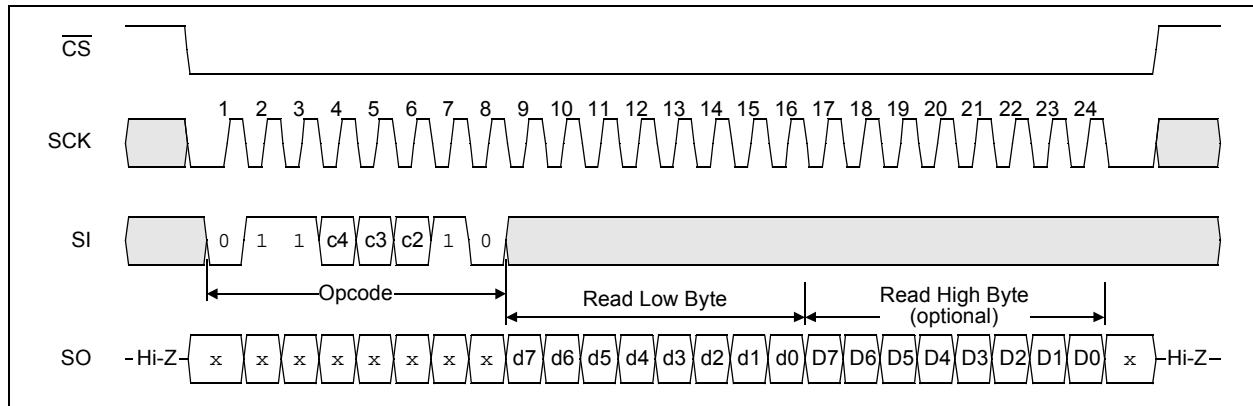 CS
1 2 3 4 5 6 7 8 9 10 11 12 13 14 15 16 17 18 19 20 21 22 23 24
SCK
SI 0 1 1 c4 c3 c2 1 0
Opcode
Read Low Byte
Read High Byte
(optional)
SO Hi-Z x x x x x x x x d7 d6 d5 d4 d3 d2 d1 d0 D7 D6 D5 D4 D3 D2 D1 D0 x Hi-Z